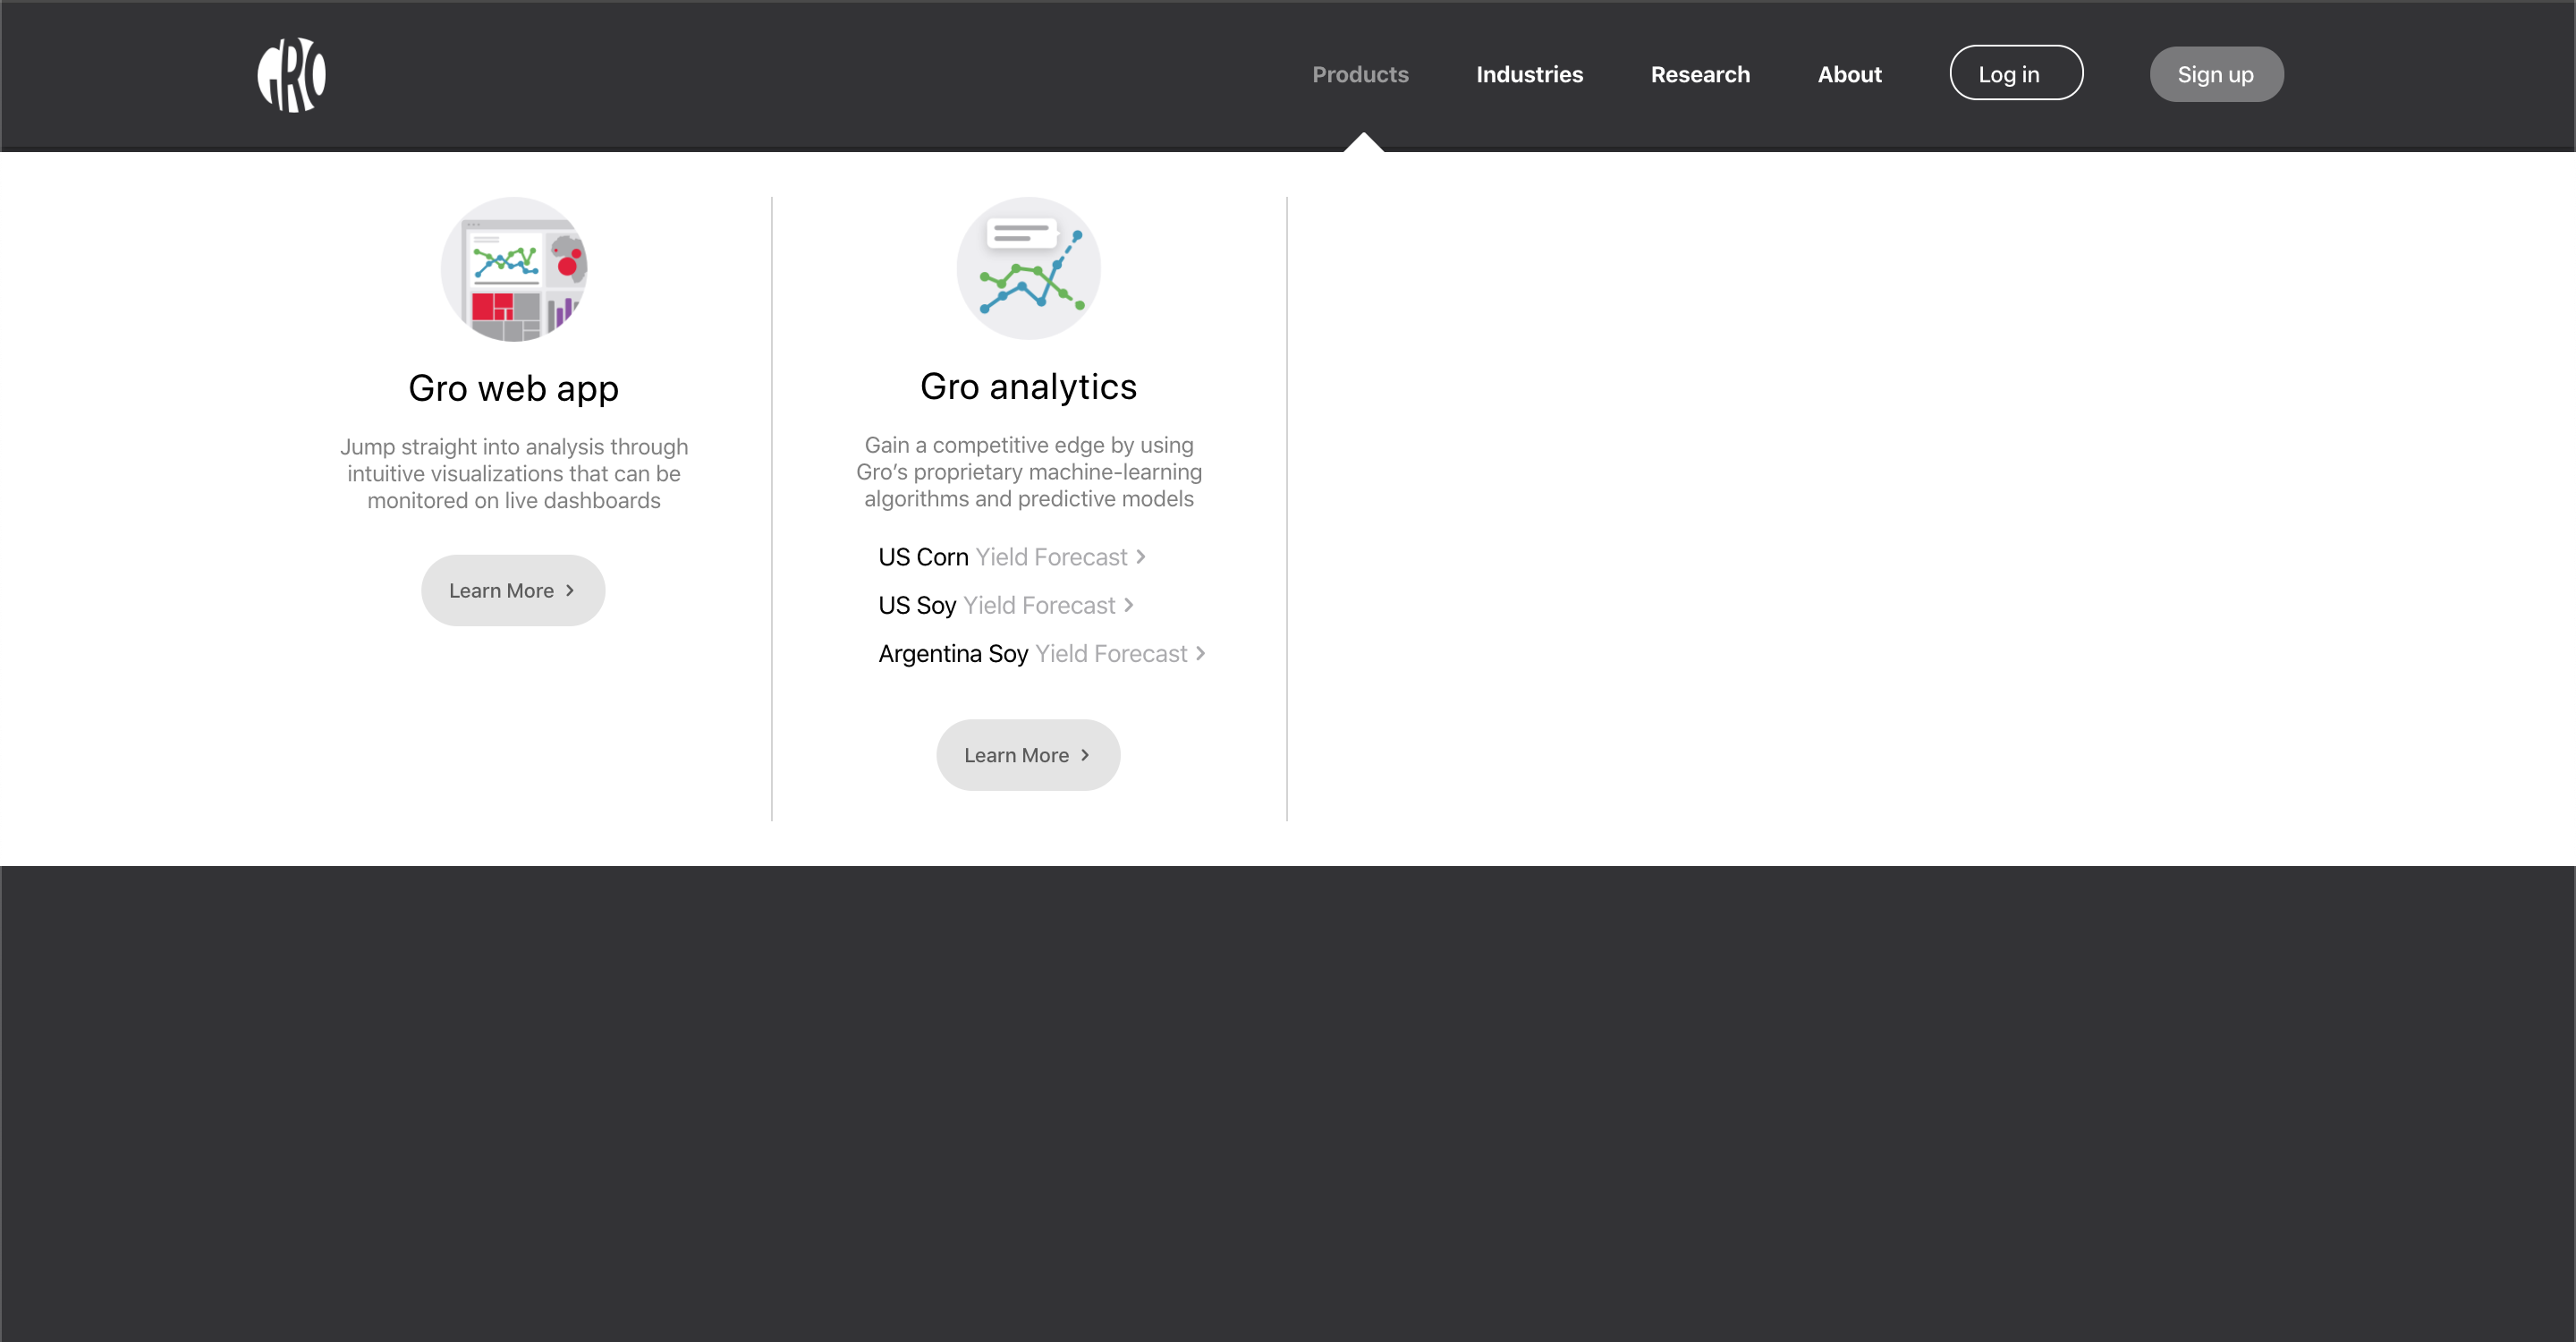 GRO
Products
Industries
Research
About
Log in
Sign up
Gro web app
Jump straight into analysis through
intuitive visualizations that can be
monitored on live dashboards
Learn More >
Gro analytics
Gain a competitive edge by using
Gro’s proprietary machine-learning
algorithms and predictive models
US Corn Yield Forecast >
US Soy Yield Forecast >
Argentina Soy Yield Forecast >
Learn More >